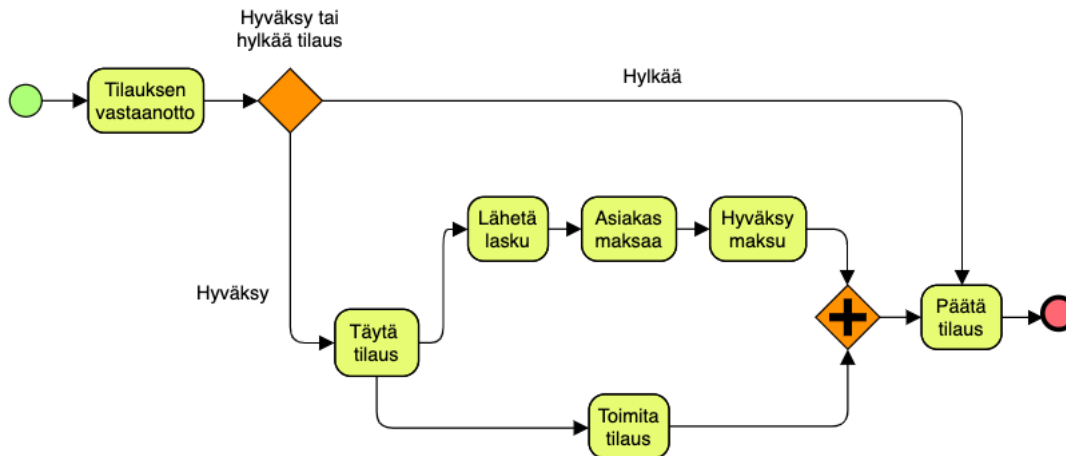 Hyväksy tai
hylkää tilaus
Hylkää
Tilauksen
vastaanotto
Lähetä
lasku
Asiakas
maksaa
Hyväksy
maksu
Hyväksy
Täytä
tilaus
Päätä
tilaus
Toimita
tilaus